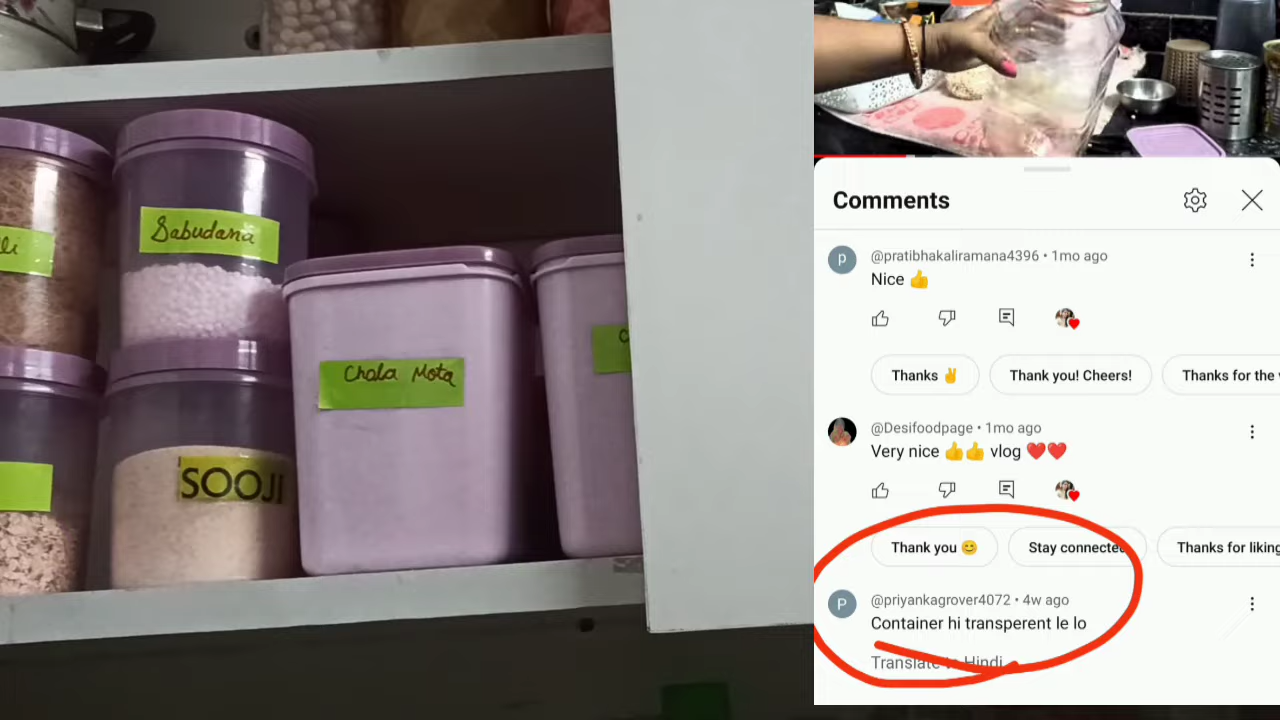 Sabudana
Chala Mota
SOOJI
Comments
@pratibhakaliramana4396 • 1mo ago
Nice 👍
Thanks ✌
Thank you! Cheers!
Thanks for the
@Desifoodpage • 1mo ago
Very nice 👍👍 vlog ❤️❤️
Thank you 😊
Stay connected
Thanks for liking
@priyankagrover4072 • 4w ago
Container hi transperent le lo
Translate to Hindi